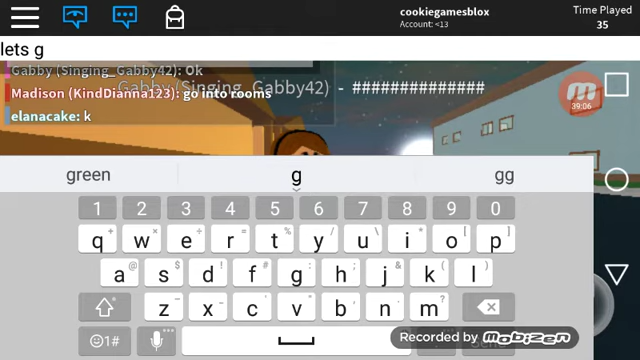 cookiegamesblox
Account: <13
Time Played
35
lets g
Gabby (Singing_Gabby42): Ok
Gabby (Singing_Gabby42) - ##############
Madison (KindDianna123): go into rooms
elanacake: k
39:06
green
g
gg
1 2 3 4 5 6 7 8 9 0
q w e r t y u i o p
a s d f g h j k l
z x c v b n m
☺1#
Recorded by MOBIZEN